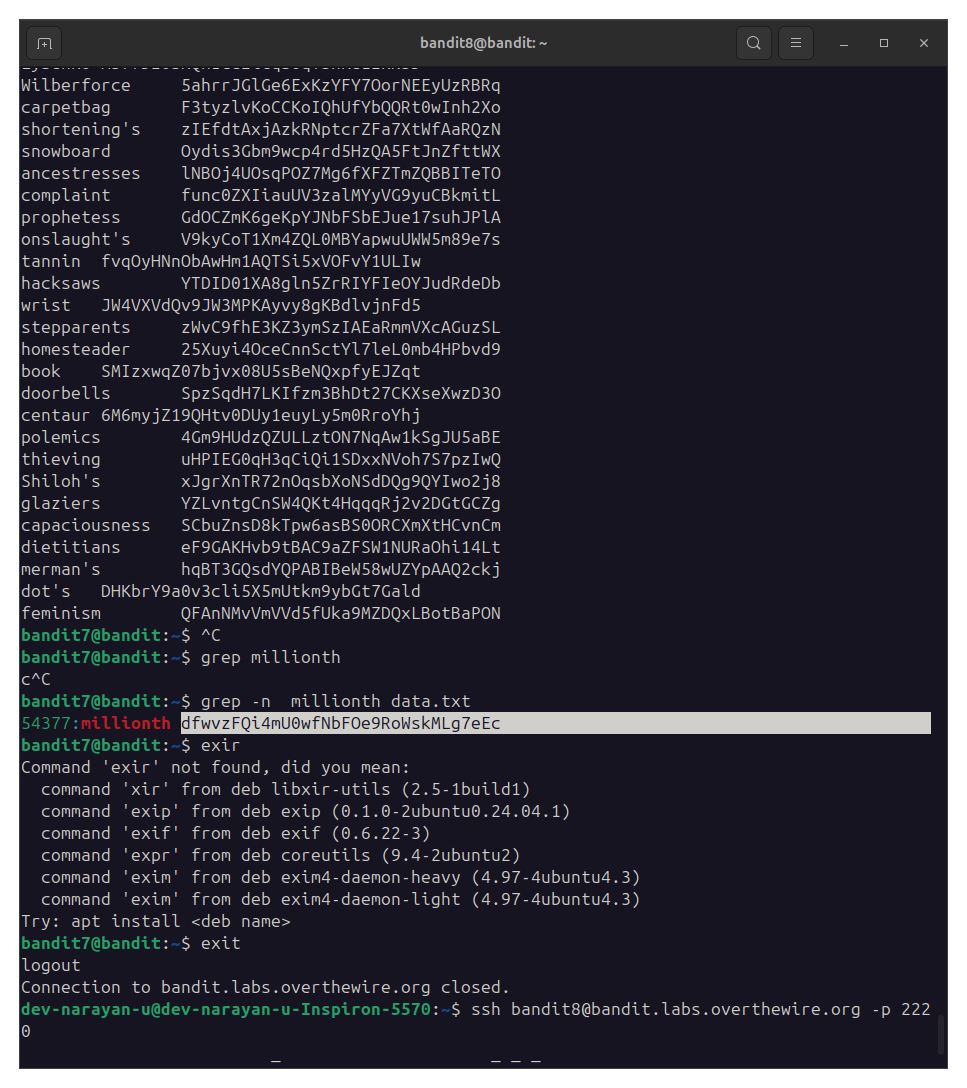 bandit8@bandit: ~
Wilberforce 5ahrrJGlGe6ExKzYFY7OorNEEyUzRBRq
carpetbag F3tyzlvKoCCKoIQhUfYbQQRt0wInh2Xo
shortening's zIEfdtAxjAzkRNptcrZFa7XtWfAaRQzN
snowboard Oydis3Gbm9wcp4rd5HzQA5FtJnZfttWX
ancestresses lNBOj4UOsqPOZ7Mg6fXFZTmZQBBITeTO
complaint func0ZXIiauUV3zalMYyVG9yuCBkmitL
prophetess GdOCZmK6geKpYJNbFSbEJue17suhJPlA
onslaught's V9kyCoT1Xm4ZQL0MBYapwuUWW5m89e7s
tannin fvqOyHNnObAwHm1AQTSi5xVOFvY1ULIw
hacksaws YTDID01XA8gln5ZrRIYFIeOYJudRdeDb
wrist JW4VXVdQv9JW3MPKAyvy8gKBdlvjnFd5
stepparents zWvC9fhE3KZ3ymSzIAEaRmmVXcAGuzSL
homesteader 25Xuyi4OceCnnSctYl7leL0mb4HPbvd9
book SMIzxwqZ07bjvx08U5sBeNQxpfyEJZqt
doorbells SpzSqdH7LKIfzm3BhDt27CKXseXwzD3O
centaur 6M6myjZ19QHtv0DUy1euyLy5m0RroYhj
polemics 4Gm9HUdzQZULLztON7NqAw1kSgJU5aBE
thieving uHPIEG0qH3qCiQi1SDxxNVoh7S7pzIwQ
Shiloh's xJgrXnTR72nOqsbXoNSdDQg9QYIwo2j8
glaziers YZLvntgCnSW4QKt4HqqqRj2v2DGtGCZg
capaciousness SCbuZnsD8kTpw6asBS0ORCXmXtHCvnCm
dietitians eF9GAKHvb9tBAC9aZFSW1NURaOhi14Lt
merman's hqBT3GQsdYQPABIBeW58wUZYpAAQ2ckj
dot's DHKbrY9a0v3cli5X5mUtkm9ybGt7Gald
feminism QFAnNMvVmVVd5fUka9MZDQxLBotBaPON
bandit7@bandit:~$ ^C
bandit7@bandit:~$ grep millionth
c^C
bandit7@bandit:~$ grep -n  millionth data.txt
54377:millionth dfwvzFQi4mU0wfNbFOe9RoWskMLg7eEc
bandit7@bandit:~$ exir
Command 'exir' not found, did you mean:
  command 'xir' from deb libxir-utils (2.5-1build1)
  command 'exip' from deb exip (0.1.0-2ubuntu0.24.04.1)
  command 'exif' from deb exif (0.6.22-3)
  command 'expr' from deb coreutils (9.4-2ubuntu2)
  command 'exim' from deb exim4-daemon-heavy (4.97-4ubuntu4.3)
  command 'exim' from deb exim4-daemon-light (4.97-4ubuntu4.3)
Try: apt install <deb name>
bandit7@bandit:~$ exit
logout
Connection to bandit.labs.overthewire.org closed.
dev-narayan-u@dev-narayan-u-Inspiron-5570:~$ ssh bandit8@bandit.labs.overthewire.org -p 222
0